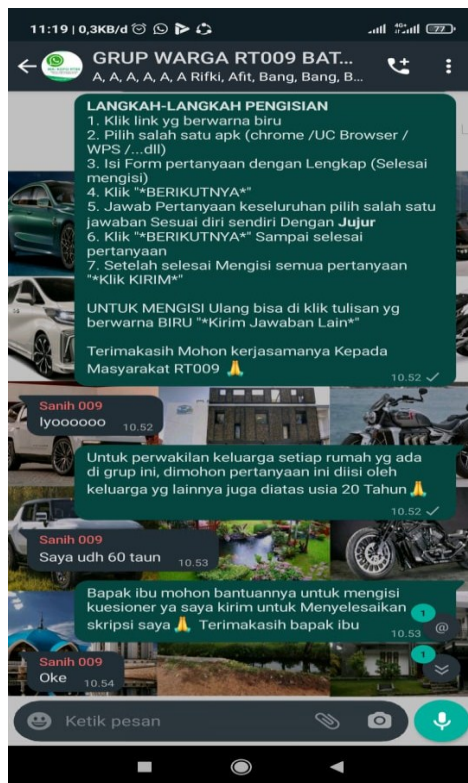 11:19 | 0,3KB/d
4G+
77
GRUP WARGA RT009 BAT...
A, A, A, A, A, A Rifki, Afit, Bang, Bang, B...
LANGKAH-LANGKAH PENGISIAN
1. Klik link yg berwarna biru
2. Pilih salah satu apk (chrome /UC Browser /
WPS /...dll)
3. Isi Form pertanyaan dengan Lengkap (Selesai
mengisi)
4. Klik "*BERIKUTNYA*"
5. Jawab Pertanyaan keseluruhan pilih salah satu
jawaban Sesuai diri sendiri Dengan Jujur
6. Klik "*BERIKUTNYA*" Sampai selesai
pertanyaan
7. Setelah selesai Mengisi semua pertanyaan
"*Klik KIRIM*"
UNTUK MENGISI Ulang bisa di klik tulisan yg
berwarna BIRU "*Kirim Jawaban Lain*"
Terimakasih Mohon kerjasamanya Kepada
Masyarakat RT009 🙏
10.52
Sanih 009
Iyoooooo 10.52
Untuk perwakilan keluarga setiap rumah yg ada
di grup ini, dimohon pertanyaan ini diisi oleh
keluarga yg lainnya juga diatas usia 20 Tahun 🙏
10.52
Sanih 009
Saya udh 60 taun 10.53
Bapak ibu mohon bantuannya untuk mengisi
kuesioner ya saya kirim untuk Menyelesaikan
skripsi saya 🙏 Terimakasih bapak ibu
10.53
1
@
1
Sanih 009
Oke 10.54
Ketik pesan